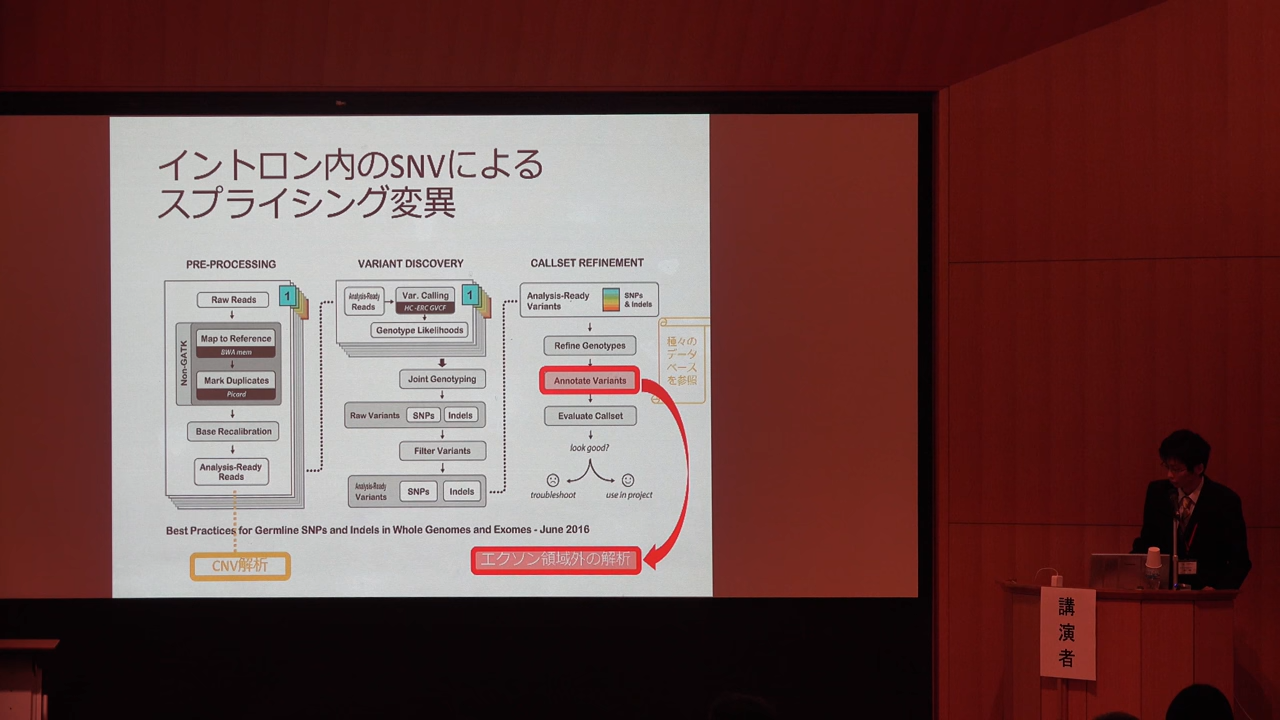 イントロン内のSNVによる
スプライシング変異
PRE-PROCESSING
1
Raw Reads
Non-GATK
Map to Reference
BWA mem
Mark Duplicates
Picard
Base Recalibration
Analysis-Ready
Reads
VARIANT DISCOVERY
1
Analysis-Ready
Reads
Var. Calling
HC -ERC GVCF
Genotype Likelihoods
Joint Genotyping
Raw Variants
SNPs
Indels
Filter Variants
Analysis-Ready
Variants
SNPs
Indels
CALLSET REFINEMENT
Analysis-Ready
Variants
SNPs
& Indels
Refine Genotypes
Annotate Variants
Evaluate Callset
look good?
troubleshoot
use in project
種々の
データ
ベース
を参照
Best Practices for Germline SNPs and Indels in Whole Genomes and Exomes - June 2016
CNV解析
エクソン領域外の解析
講演者